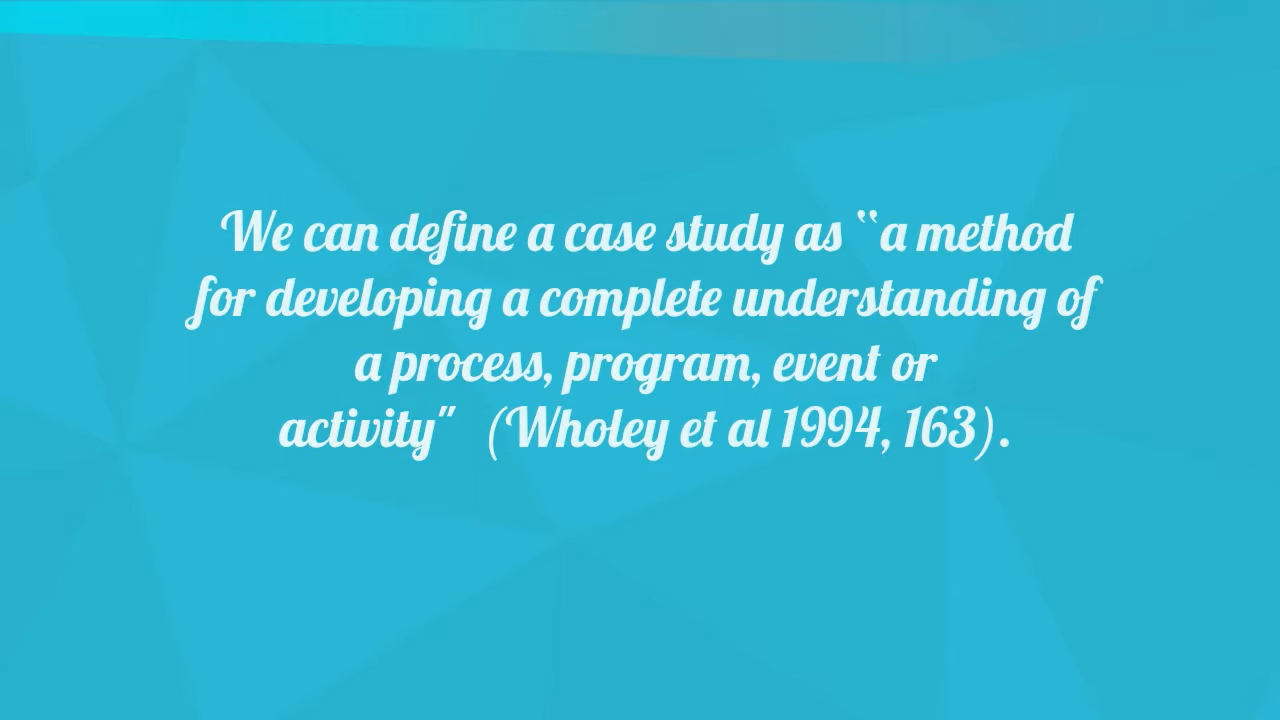 We can define a case study as “a method
for developing a complete understanding of
a process, program, event or
activity" (Wholey et al 1994, 163).